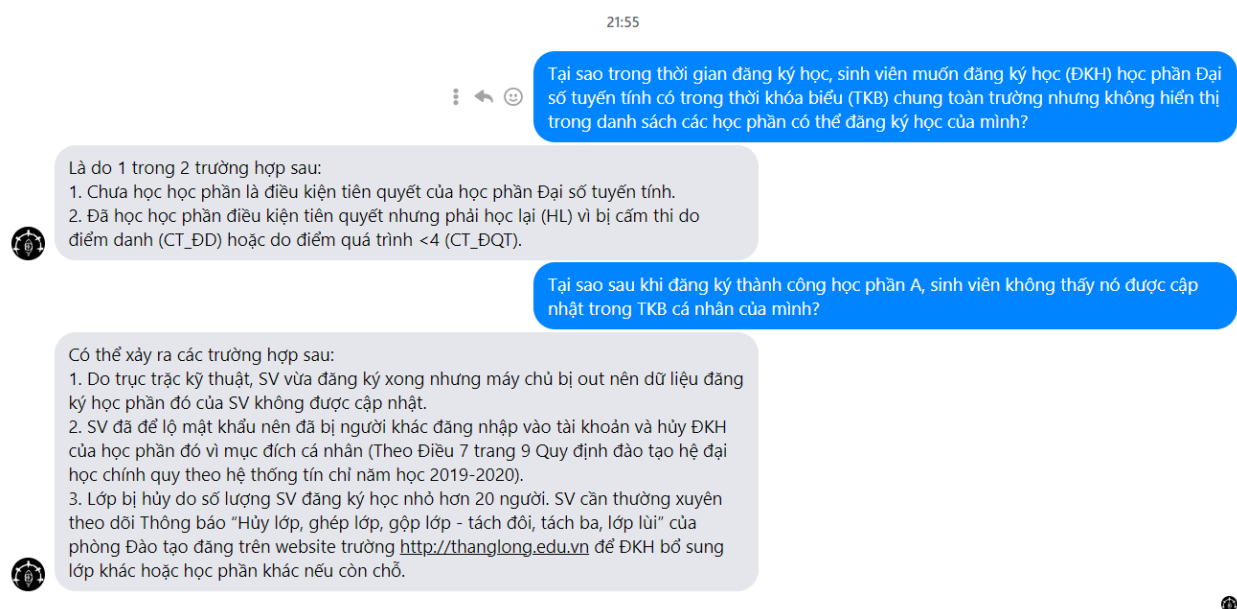 21:55
Tại sao trong thời gian đăng ký học, sinh viên muốn đăng ký học (ĐKH) học phần Đại
số tuyến tính có trong thời khóa biểu (TKB) chung toàn trường nhưng không hiển thị
trong danh sách các học phần có thể đăng ký học của mình?
Là do 1 trong 2 trường hợp sau:
1. Chưa học học phần là điều kiện tiên quyết của học phần Đại số tuyến tính.
2. Đã học học phần điều kiện tiên quyết nhưng phải học lại (HL) vì bị cấm thi do
điểm danh (CT_ĐD) hoặc do điểm quá trình <4 (CT_ĐQT).
Tại sao sau khi đăng ký thành công học phần A, sinh viên không thấy nó được cập
nhật trong TKB cá nhân của mình?
Có thể xảy ra các trường hợp sau:
1. Do trục trặc kỹ thuật, SV vừa đăng ký xong nhưng máy chủ bị out nên dữ liệu đăng
ký học phần đó của SV không được cập nhật.
2. SV đã để lộ mật khẩu nên đã bị người khác đăng nhập vào tài khoản và hủy ĐKH
của học phần đó vì mục đích cá nhân (Theo Điều 7 trang 9 Quy định đào tạo hệ đại
học chính quy theo hệ thống tín chỉ năm học 2019-2020).
3. Lớp bị hủy do số lượng SV đăng ký học nhỏ hơn 20 người. SV cần thường xuyên
theo dõi Thông báo “Hủy lớp, ghép lớp, gộp lớp - tách đôi, tách ba, lớp lùi” của
phòng Đào tạo đăng trên website trường http://thanglong.edu.vn để ĐKH bổ sung
lớp khác hoặc học phần khác nếu còn chỗ.